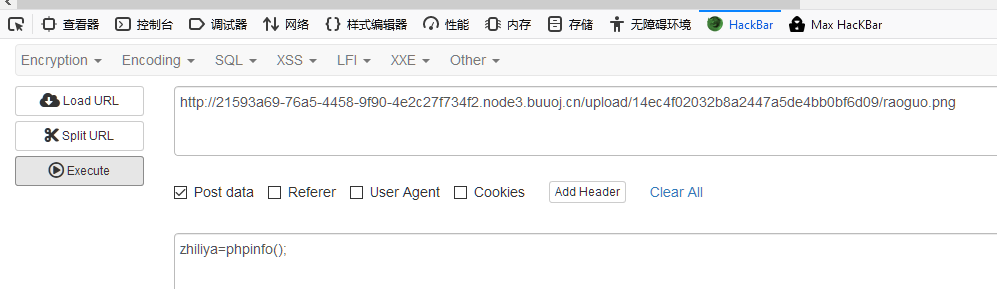 查看器 控制台 调试器 网络 {} 样式编辑器 性能 内存 存储 无障碍环境 HackBar Max HacKBar
Encryption Encoding SQL XSS LFI XXE Other
Load URL
http://21593a69-76a5-4458-9f90-4e2c27f734f2.node3.buuoj.cn/upload/14ec4f02032b8a2447a5de4bb0bf6d09/raoguo.png
Split URL
Execute
Post data Referer User Agent Cookies Add Header Clear All
zhiliya=phpinfo();